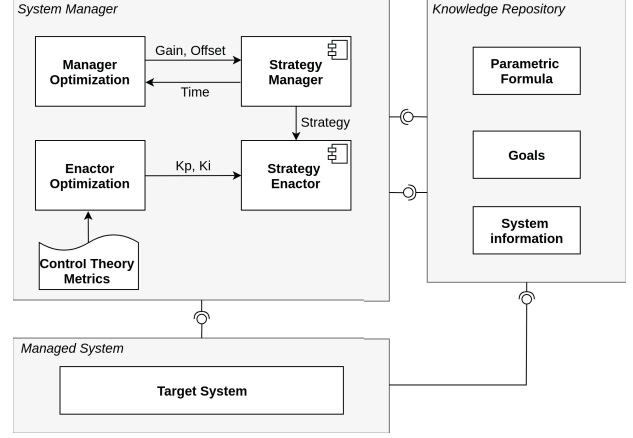 System Manager
Knowledge Repository
Manager
Optimization
Gain, Offset
Time
Strategy
Manager
Strategy
Enactor
Optimization
Kp, Ki
Strategy
Enactor
Control Theory
Metrics
Parametric
Formula
Goals
System
information
Managed System
Target System